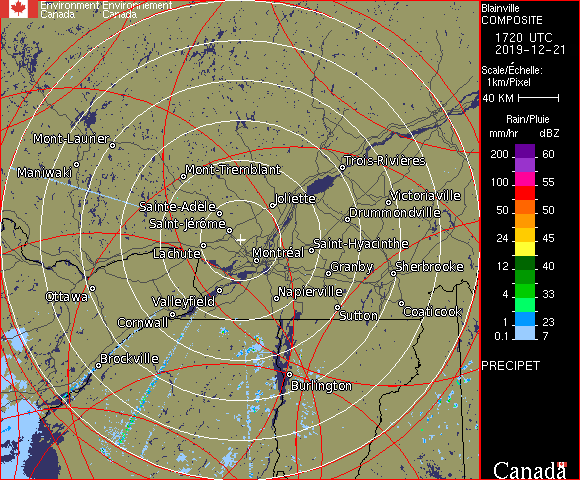 Environment Environnement
Canada Canada
Blainville
COMPOSITE
1720 UTC
2019-12-21
Scale/Échelle:
1km/Pixel
40 KM
Rain/Pluie
mm/hr dBZ
200 60
100 55
50 50
24 45
12 40
4 33
1 23
0.1 7
PRECIPET
Canada
Mont-Laurier
Maniwaki
Mont-Tremblant
Trois-Rivières
Sainte-Adèle
Joliette
Victoriaville
Drummondville
Saint-Jérôme
Lachute
Montréal
Saint-Hyacinthe
Granby
Sherbrooke
Ottawa
Valleyfield
Napierville
Cornwall
Sutton
Coaticook
Brockville
Burlington